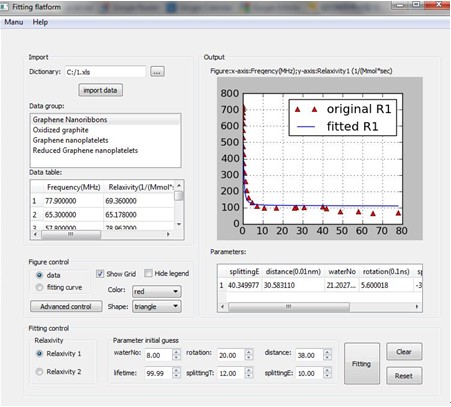 Fitting flatform
Manu Help
Import
Dictionary: C:/1.xls ...
import data
Data group:
Graphene Nanoribbons
Oxidized graphite
Graphene nanoplatelets
Reduced Graphene nanoplatelets
Data table:
Frequency(MHz) Relaxivity(1/(Mmol*s
1 77.900000 69.360000
2 65.300000 65.178000
3 57.800000 78.962000
Figure control
data
fitting curve
Show Grid
Hide legend
Color: red
Advanced control
Shape: triangle
Output
Figure:x-axis:Freqency(MHz);y-axis:Relaxivity1 (1/(Mmol*sec)
800
700
600
500
400
300
200
100
0
0 10 20 30 40 50 60 70 80
original R1
fitted R1
Parameters:
splittingE distance(0.01nm) waterNo rotation(0.1ns) sp
1 40.349977 30.583110 21.2027... 5.600018 -3
Fitting control
Relaxivity
Relaxivity 1
Relaxivity 2
Parameter initial guess
waterNo: 8.00 rotation: 20.00 distance: 38.00
lifetime: 99.99 splittingT: 12.00 splittingE: 10.00
Fitting
Clear
Reset